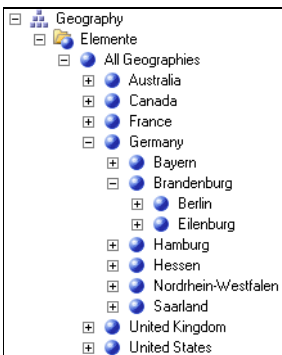 Geography
Elemente
All Geographies
Australia
Canada
France
Germany
Bayern
Brandenburg
Berlin
Eilenburg
Hamburg
Hessen
Nordrhein-Westfalen
Saarland
United Kingdom
United States